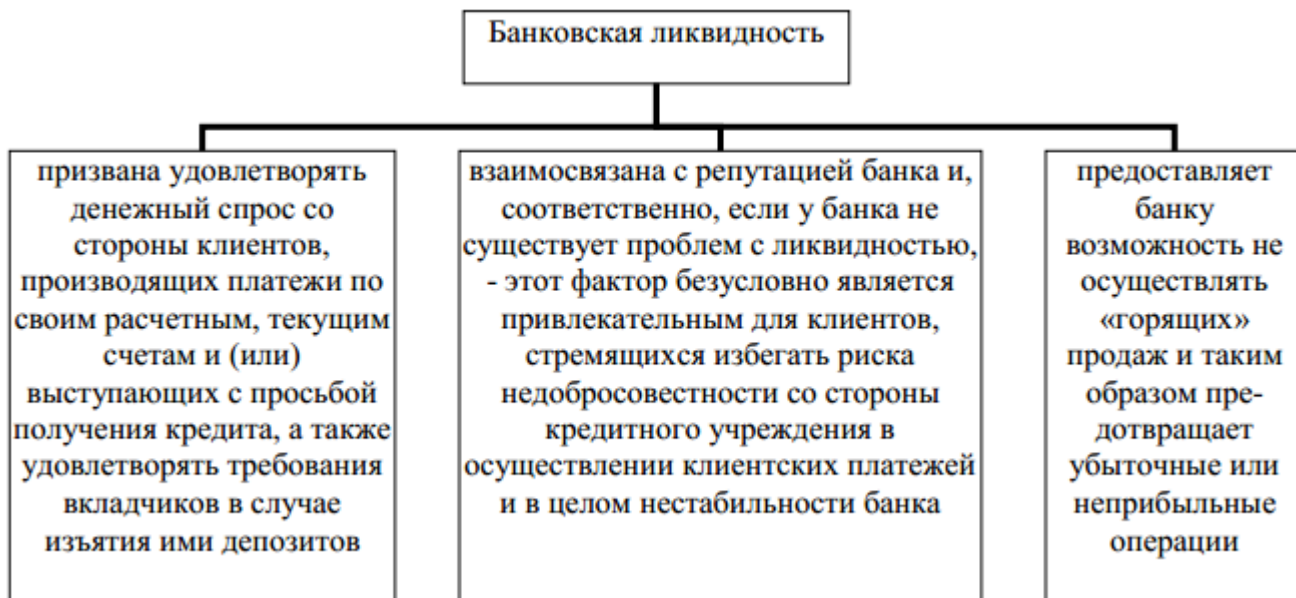 Банковская ликвидность
призвана удовлетворять
денежный спрос со
стороны клиентов,
производящих платежи по
своим расчетным, текущим
счетам и (или)
выступающих с просьбой
получения кредита, а также
удовлетворять требования
вкладчиков в случае
изъятия ими депозитов
взаимосвязана с репутацией банка и,
соответственно, если у банка не
существует проблем с ликвидностью,
- этот фактор безусловно является
привлекательным для клиентов,
стремящихся избегать риска
недобросовестности со стороны
кредитного учреждения в
осуществлении клиентских платежей
и в целом нестабильности банка
предоставляет
банку
возможность не
осуществлять
«горящих»
продаж и таким
образом пре-
дотвращает
убыточные или
неприбыльные
операции